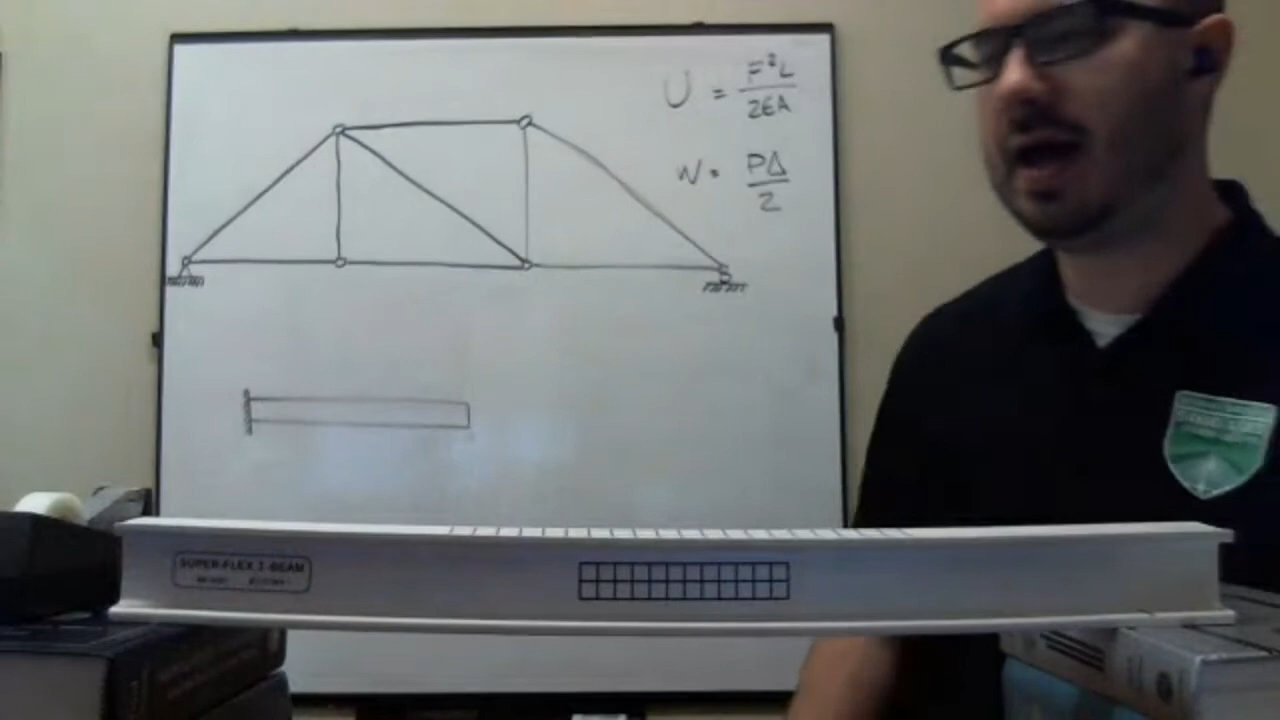 U = F²L
2EA
W = PΔ
2
SUPER-FLEX I-BEAM